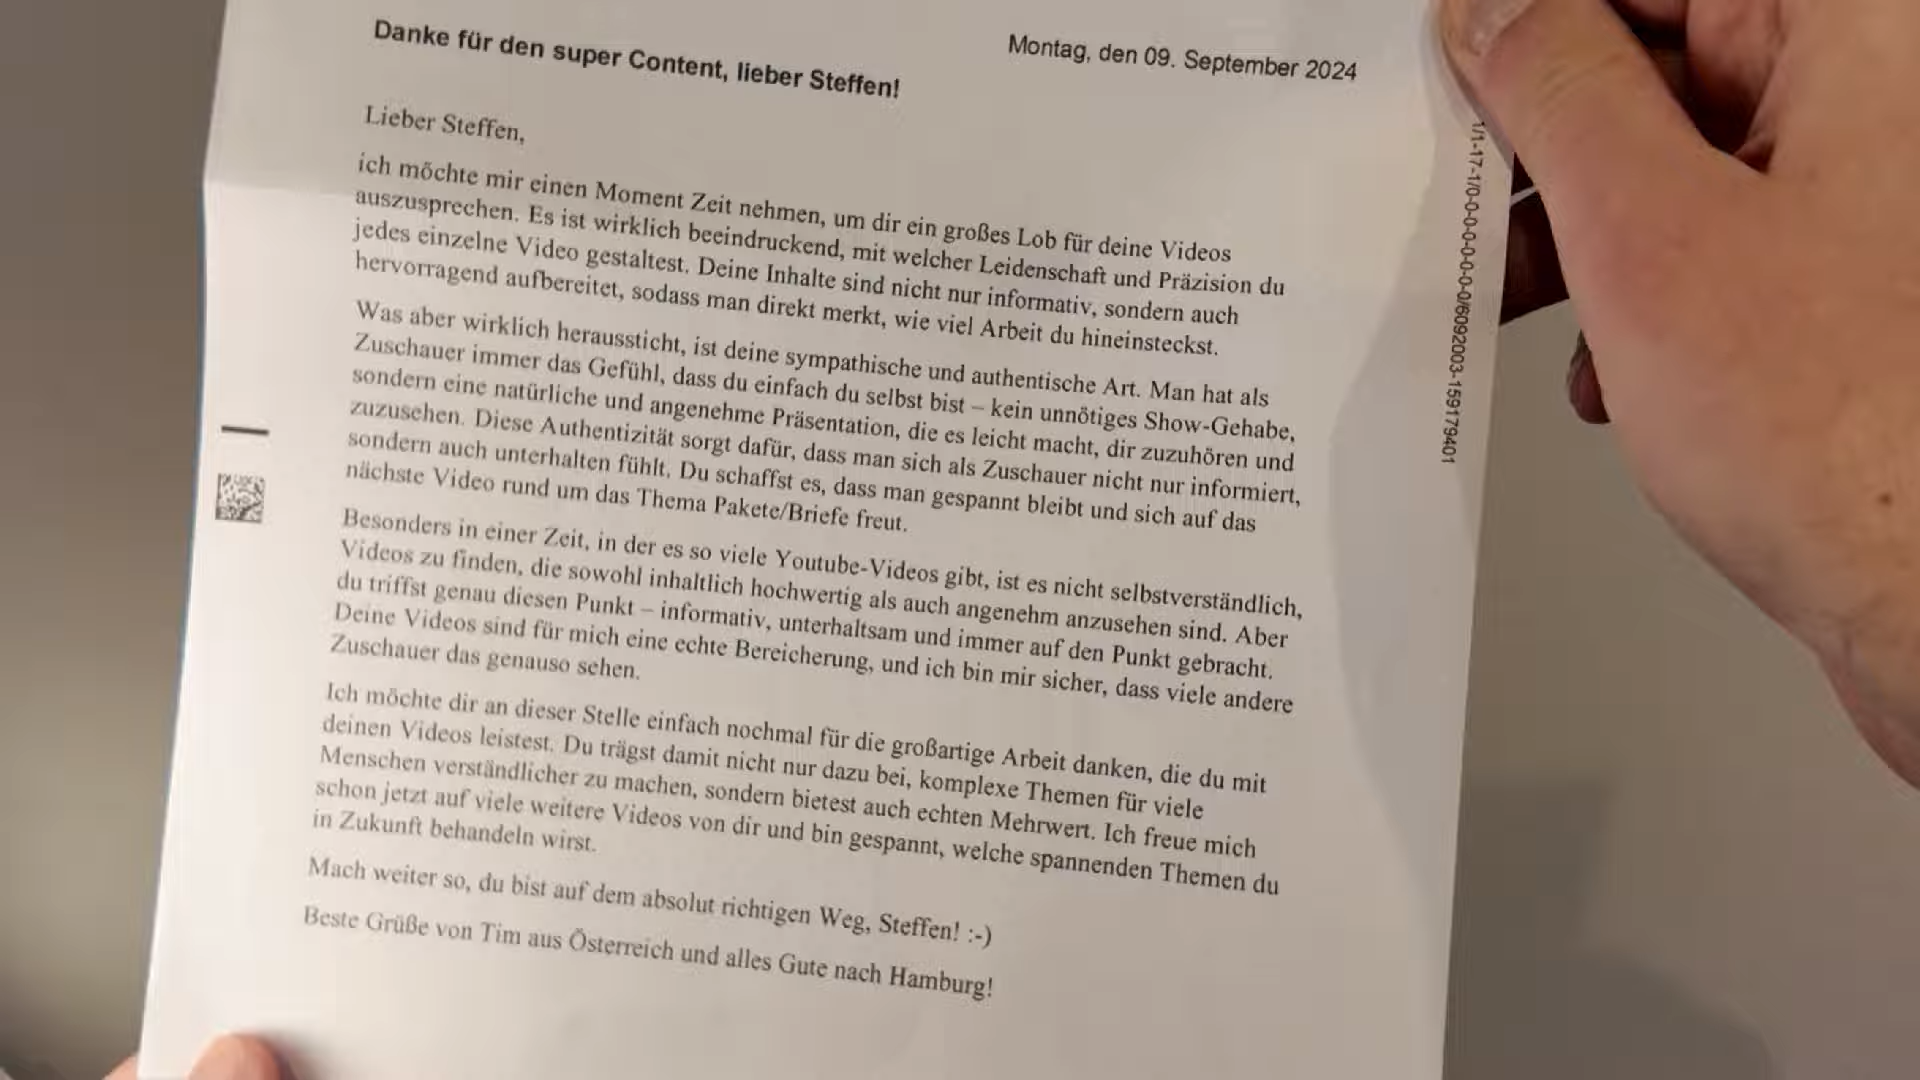 Danke für den super Content, lieber Steffen!
Montag, den 09. September 2024
Lieber Steffen,
ich möchte mir einen Moment Zeit nehmen, um dir ein großes Lob für deine Videos
auszusprechen. Es ist wirklich beeindruckend, mit welcher Leidenschaft und Präzision du
jedes einzelne Video gestaltest. Deine Inhalte sind nicht nur informativ, sondern auch
hervorragend aufbereitet, sodass man direkt merkt, wie viel Arbeit du hineinsteckst.
Was aber wirklich heraussticht, ist deine sympathische und authentische Art. Man hat als
Zuschauer immer das Gefühl, dass du einfach du selbst bist – kein unnötiges Show-Gehabe,
sondern eine natürliche und angenehme Präsentation, die es leicht macht, dir zuzuhören und
zuzusehen. Diese Authentizität sorgt dafür, dass man sich als Zuschauer nicht nur informiert,
sondern auch unterhalten fühlt. Du schaffst es, dass man gespannt bleibt und sich auf das
nächste Video rund um das Thema Pakete/Briefe freut.
Besonders in einer Zeit, in der es so viele Youtube-Videos gibt, ist es nicht selbstverständlich,
Videos zu finden, die sowohl inhaltlich hochwertig als auch angenehm anzusehen sind. Aber
du triffst genau diesen Punkt – informativ, unterhaltsam und immer auf den Punkt gebracht.
Deine Videos sind für mich eine echte Bereicherung, und ich bin mir sicher, dass viele andere
Zuschauer das genauso sehen.
Ich möchte dir an dieser Stelle einfach nochmal für die großartige Arbeit danken, die du mit
deinen Videos leistest. Du trägst damit nicht nur dazu bei, komplexe Themen für viele
Menschen verständlicher zu machen, sondern bietest auch echten Mehrwert. Ich freue mich
schon jetzt auf viele weitere Videos von dir und bin gespannt, welche spannenden Themen du
in Zukunft behandeln wirst.
Mach weiter so, du bist auf dem absolut richtigen Weg, Steffen! :-)
Beste Grüße von Tim aus Österreich und alles Gute nach Hamburg!
1/1-17-1/0-0-0-0-0-0-0/6092003-159179401